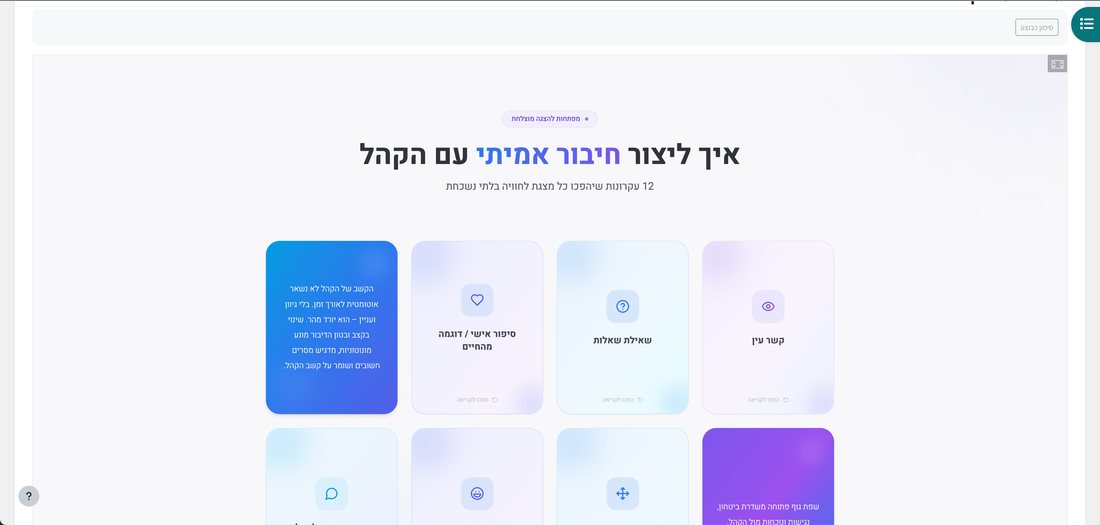 סימון כבוצע
מפתחות להצגה מוצלחת
איך ליצור חיבור אמיתי עם הקהל
12 עקרונות שיהפכו כל מצגת לחוויה בלתי נשכחת
קשר עין
הפכו לקריאה
שאילת שאלות
הפכו לקריאה
סיפור אישי / דוגמה
מהחיים
הפכו לקריאה
הקשב של הקהל לא נשאר
אוטומטית לאורך זמן. בלי גיוון
ועניין – הוא יורד מהר. שינוי
בקצב ובטון הדיבור מונע
מונוטוניות, מדגיש מסרים
חשובים ושומר על קשב הקהל.
שפת גוף פתוחה משדרת ביטחון,
נגישות ונוכחות מול הקהל.
?